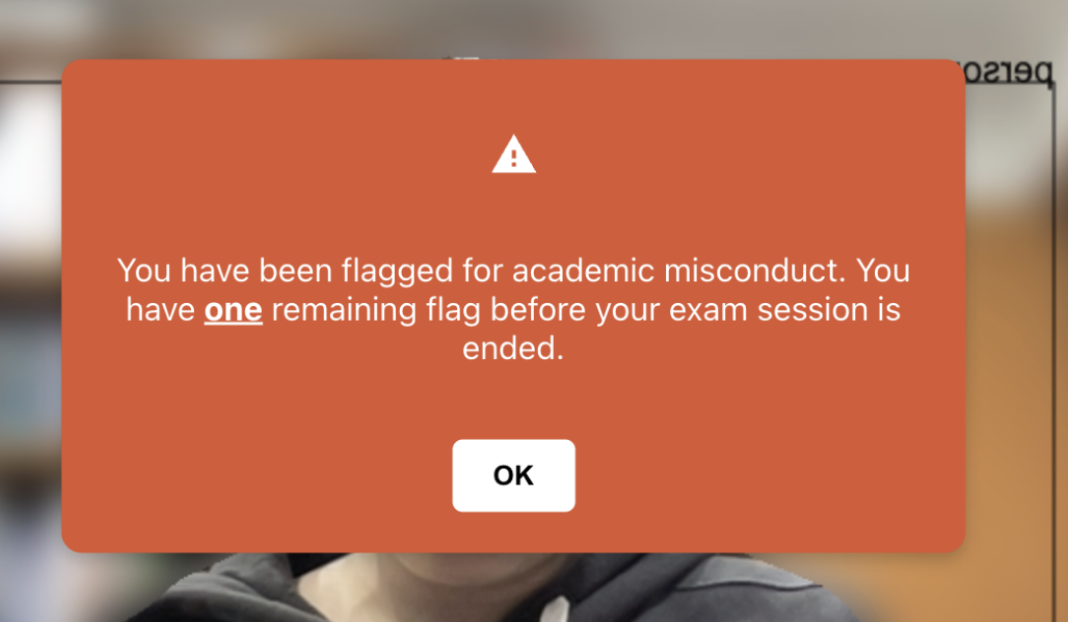 person
You have been flagged for academic misconduct. You
have one remaining flag before your exam session is
ended.
OK